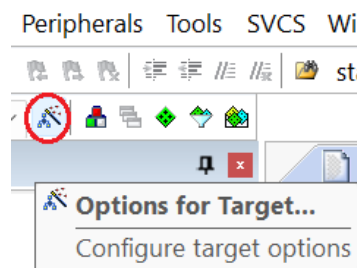 Peripherals Tools SVCS Wi
st
Options for Target...
Configure target options